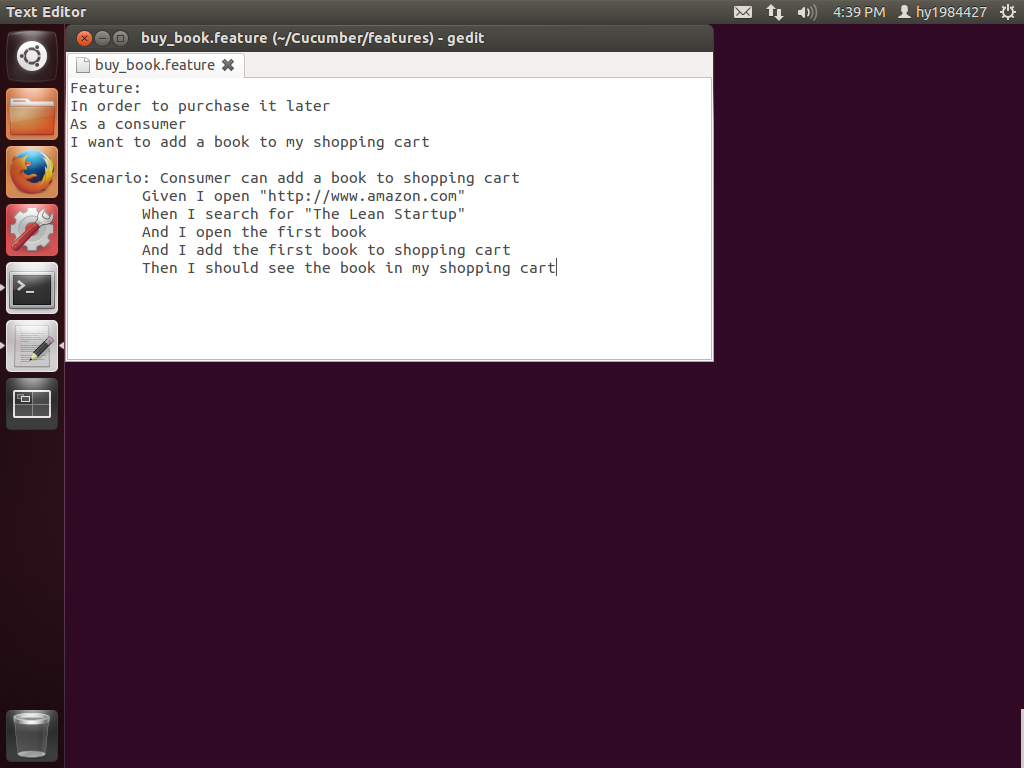 Text Editor
4:39 PM
hy1984427
buy_book.feature (~/Cucumber/features) - gedit
buy_book.feature
Feature:
In order to purchase it later
As a consumer
I want to add a book to my shopping cart
Scenario: Consumer can add a book to shopping cart
Given I open "http://www.amazon.com"
When I search for "The Lean Startup"
And I open the first book
And I add the first book to shopping cart
Then I should see the book in my shopping cart